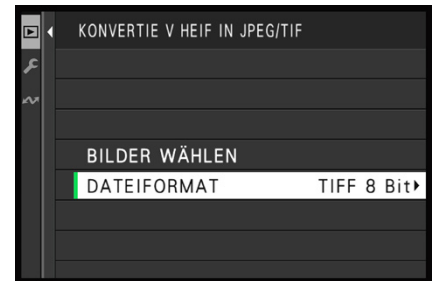 KONVERTIE V HEIF IN JPEG/TIF
BILDER WÄHLEN
DATEIFORMAT TIFF 8 Bit